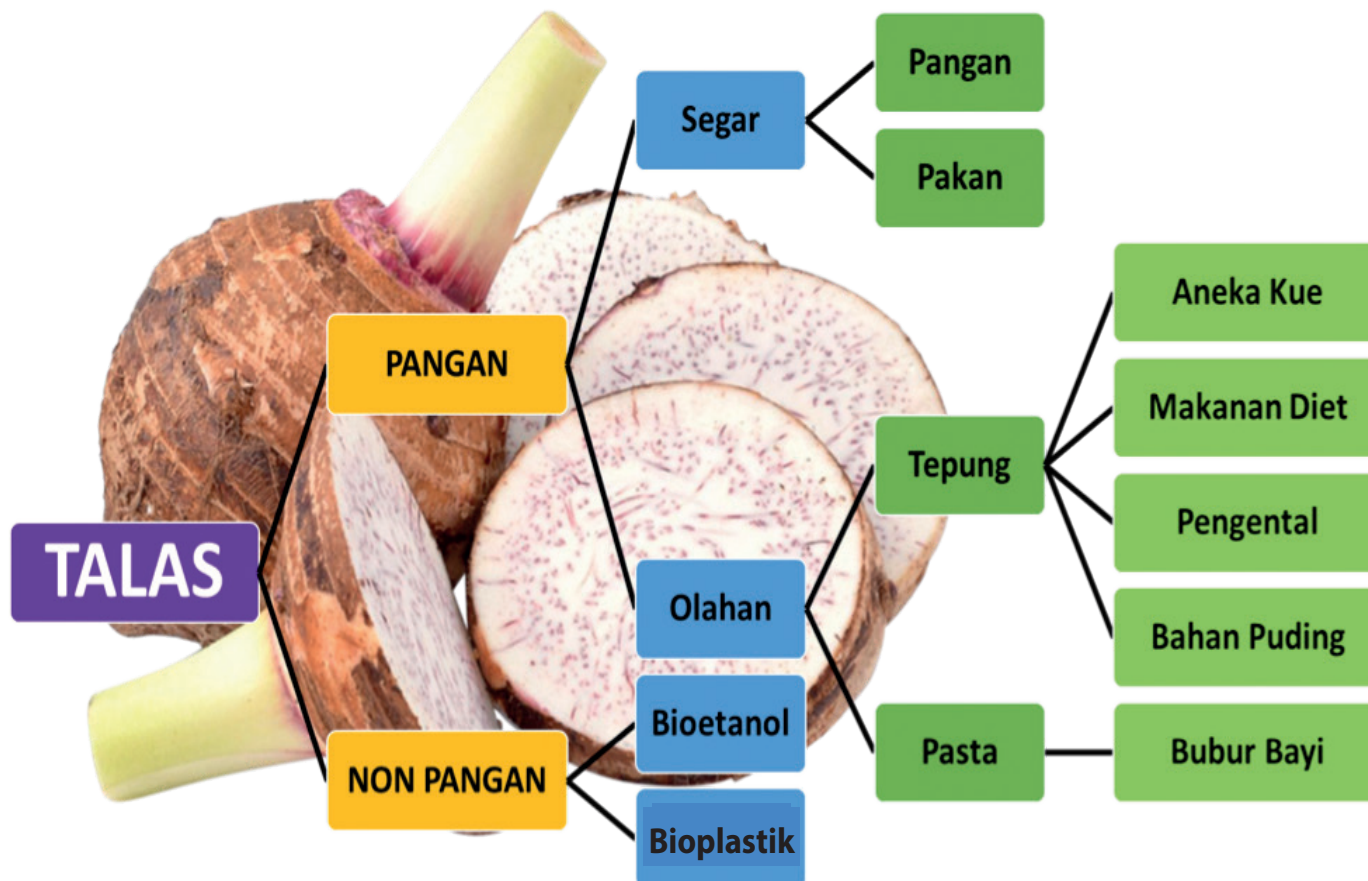 TALAS
PANGAN
Segar
Pangan
Pakan
Olahan
Tepung
Aneka Kue
Makanan Diet
Pengental
Bahan Puding
Pasta
Bubur Bayi
NON PANGAN
Bioetanol
Bioplastik